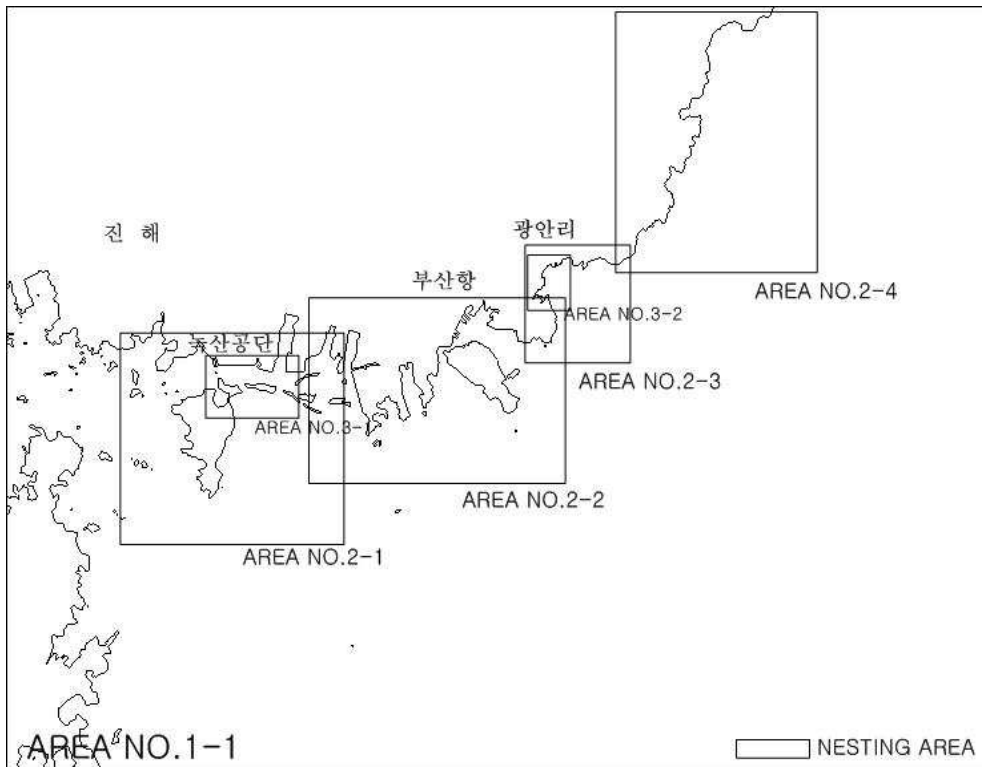 광안리
진 해
부산항
AREA NO.2-4
AREA NO.3-2
녹산공단
AREA NO.2-3
AREA NO.3-1
AREA NO.2-2
AREA NO.2-1
AREA NO.1-1
NESTING AREA